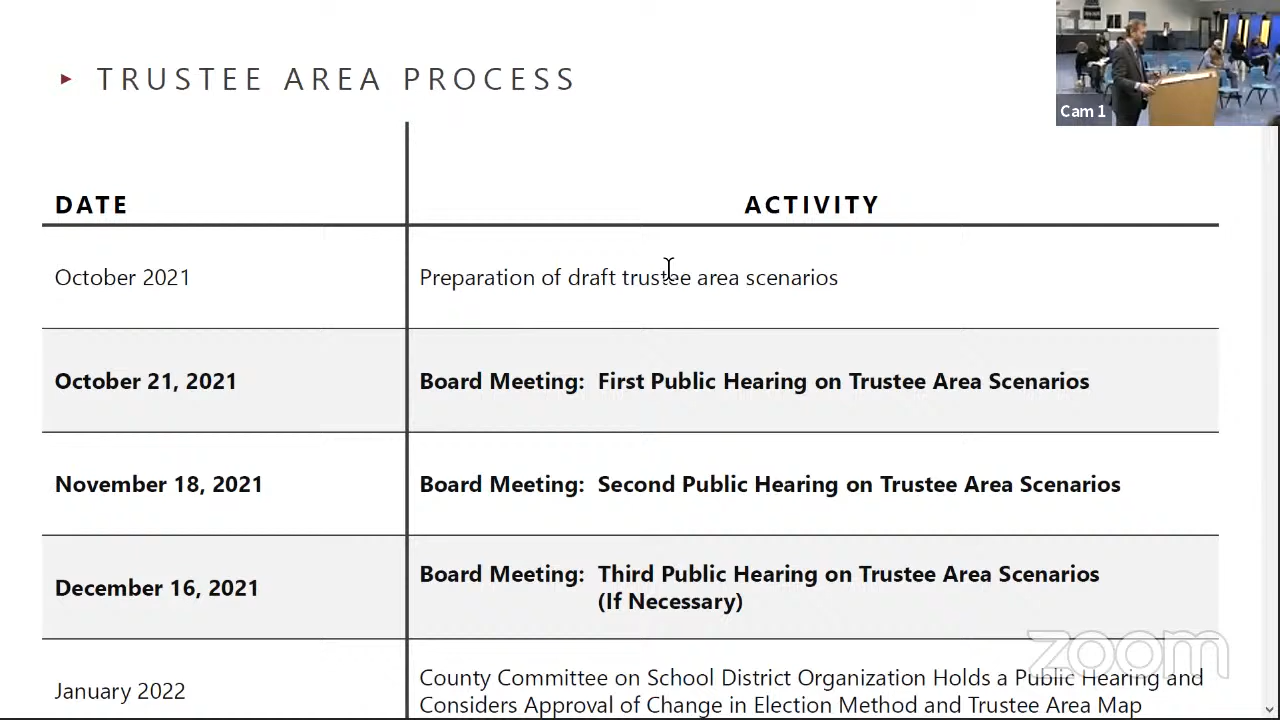 TRUSTEE AREA PROCESS
Cam 1
DATE
ACTIVITY
October 2021
Preparation of draft trustee area scenarios
October 21, 2021
Board Meeting: First Public Hearing on Trustee Area Scenarios
November 18, 2021
Board Meeting: Second Public Hearing on Trustee Area Scenarios
December 16, 2021
Board Meeting: Third Public Hearing on Trustee Area Scenarios
(If Necessary)
January 2022
County Committee on School District Organization Holds a Public Hearing and
Considers Approval of Change in Election Method and Trustee Area Map
zoom